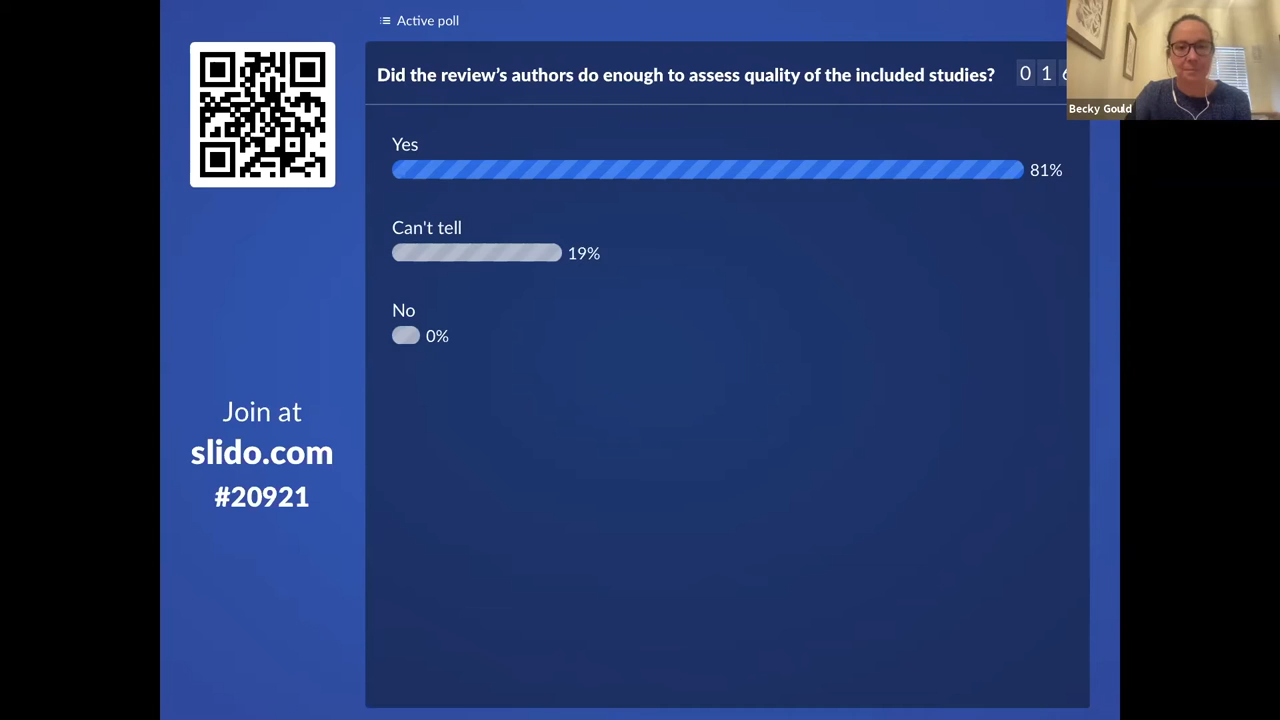 Active poll
Did the review's authors do enough to assess quality of the included studies?
0 1
Yes
81%
Can't tell
19%
No
0%
Join at
slido.com
#20921
Becky Gould